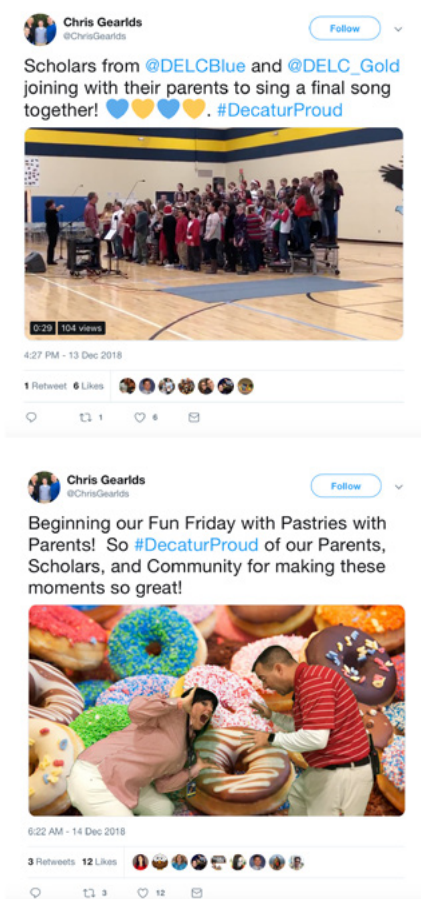 Chris Gearlds
@ChrisGearlds
Follow
Scholars from @DELCBlue and @DELC_Gold
joining with their parents to sing a final song
together! 💙💛💙💛. #DecaturProud
0:29 104 views
4:27 PM - 13 Dec 2018
1 Retweet 6 Likes
1 6
Chris Gearlds
@ChrisGearlds
Follow
Beginning our Fun Friday with Pastries with
Parents! So #DecaturProud of our Parents,
Scholars, and Community for making these
moments so great!
6:22 AM - 14 Dec 2018
3 Retweets 12 Likes
3 12